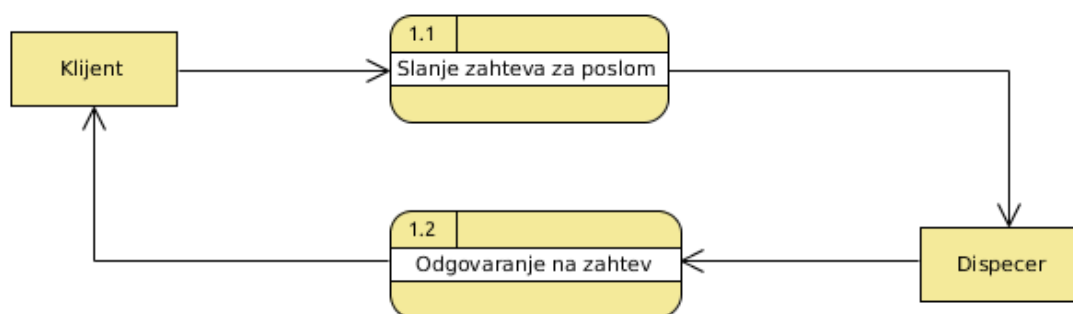 1.1
Klijent
Slanje zahteva za poslom
1.2
Odgovaranje na zahtev
Dispecer